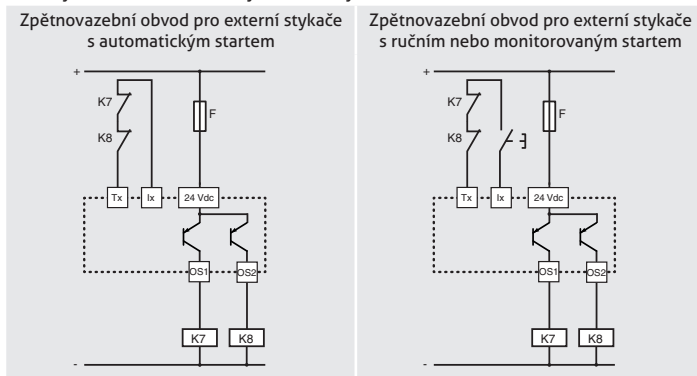 Zpětnovazební obvod pro externí stykače
s automatickým startem
+
K7
K8
F
Tx
Ix
24 Vdc
OS1
OS2
K7
K8
-
Zpětnovazební obvod pro externí stykače
s ručním nebo monitorovaným startem
+
K7
K8
F
Tx
Ix
24 Vdc
OS1
OS2
K7
K8
-